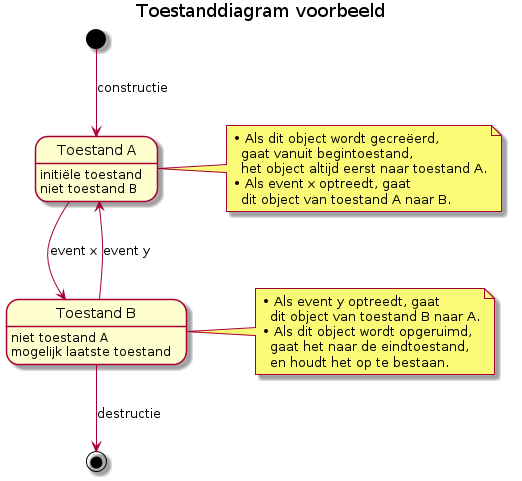 Toestanddiagram voorbeeld
constructie
Toestand A
initiële toestand
niet toestand B
• Als dit object wordt gecreëerd,
gaat vanuit begintoestand,
het object altijd eerst naar toestand A.
• Als event x optreedt, gaat
dit object van toestand A naar B.
event x
event y
Toestand B
niet toestand A
mogelijk laatste toestand
• Als event y optreedt, gaat
dit object van toestand B naar A.
• Als dit object wordt opgeruimd,
gaat het naar de eindtoestand,
en houdt het op te bestaan.
destructie